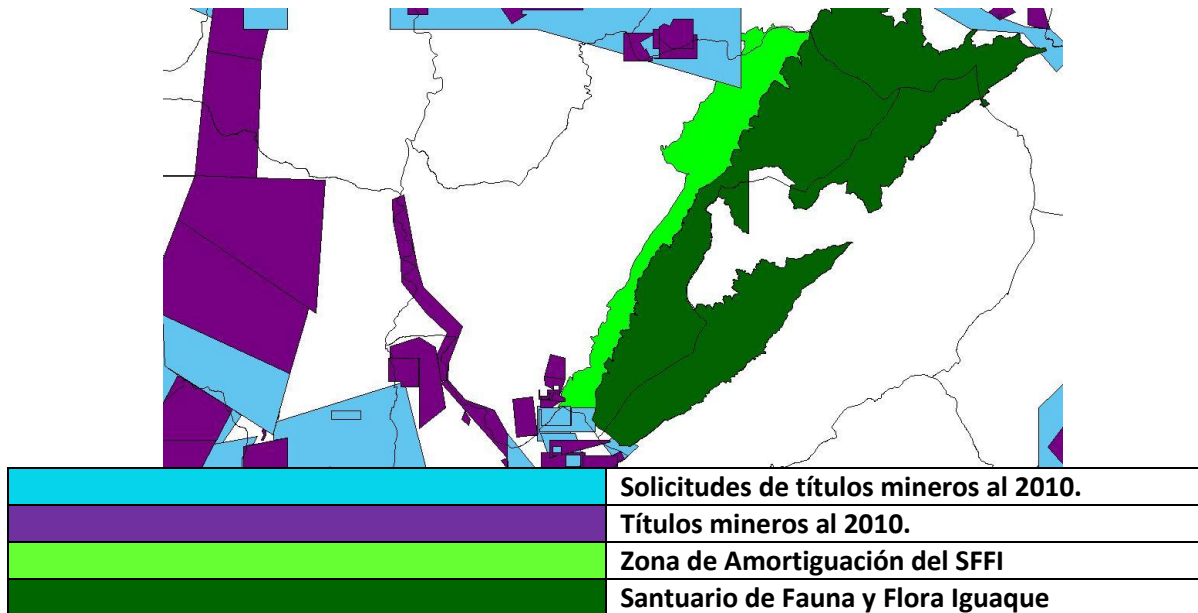 Solicitudes de títulos mineros al 2010.
Títulos mineros al 2010.
Zona de Amortiguación del SFFI
Santuario de Fauna y Flora Iguaque